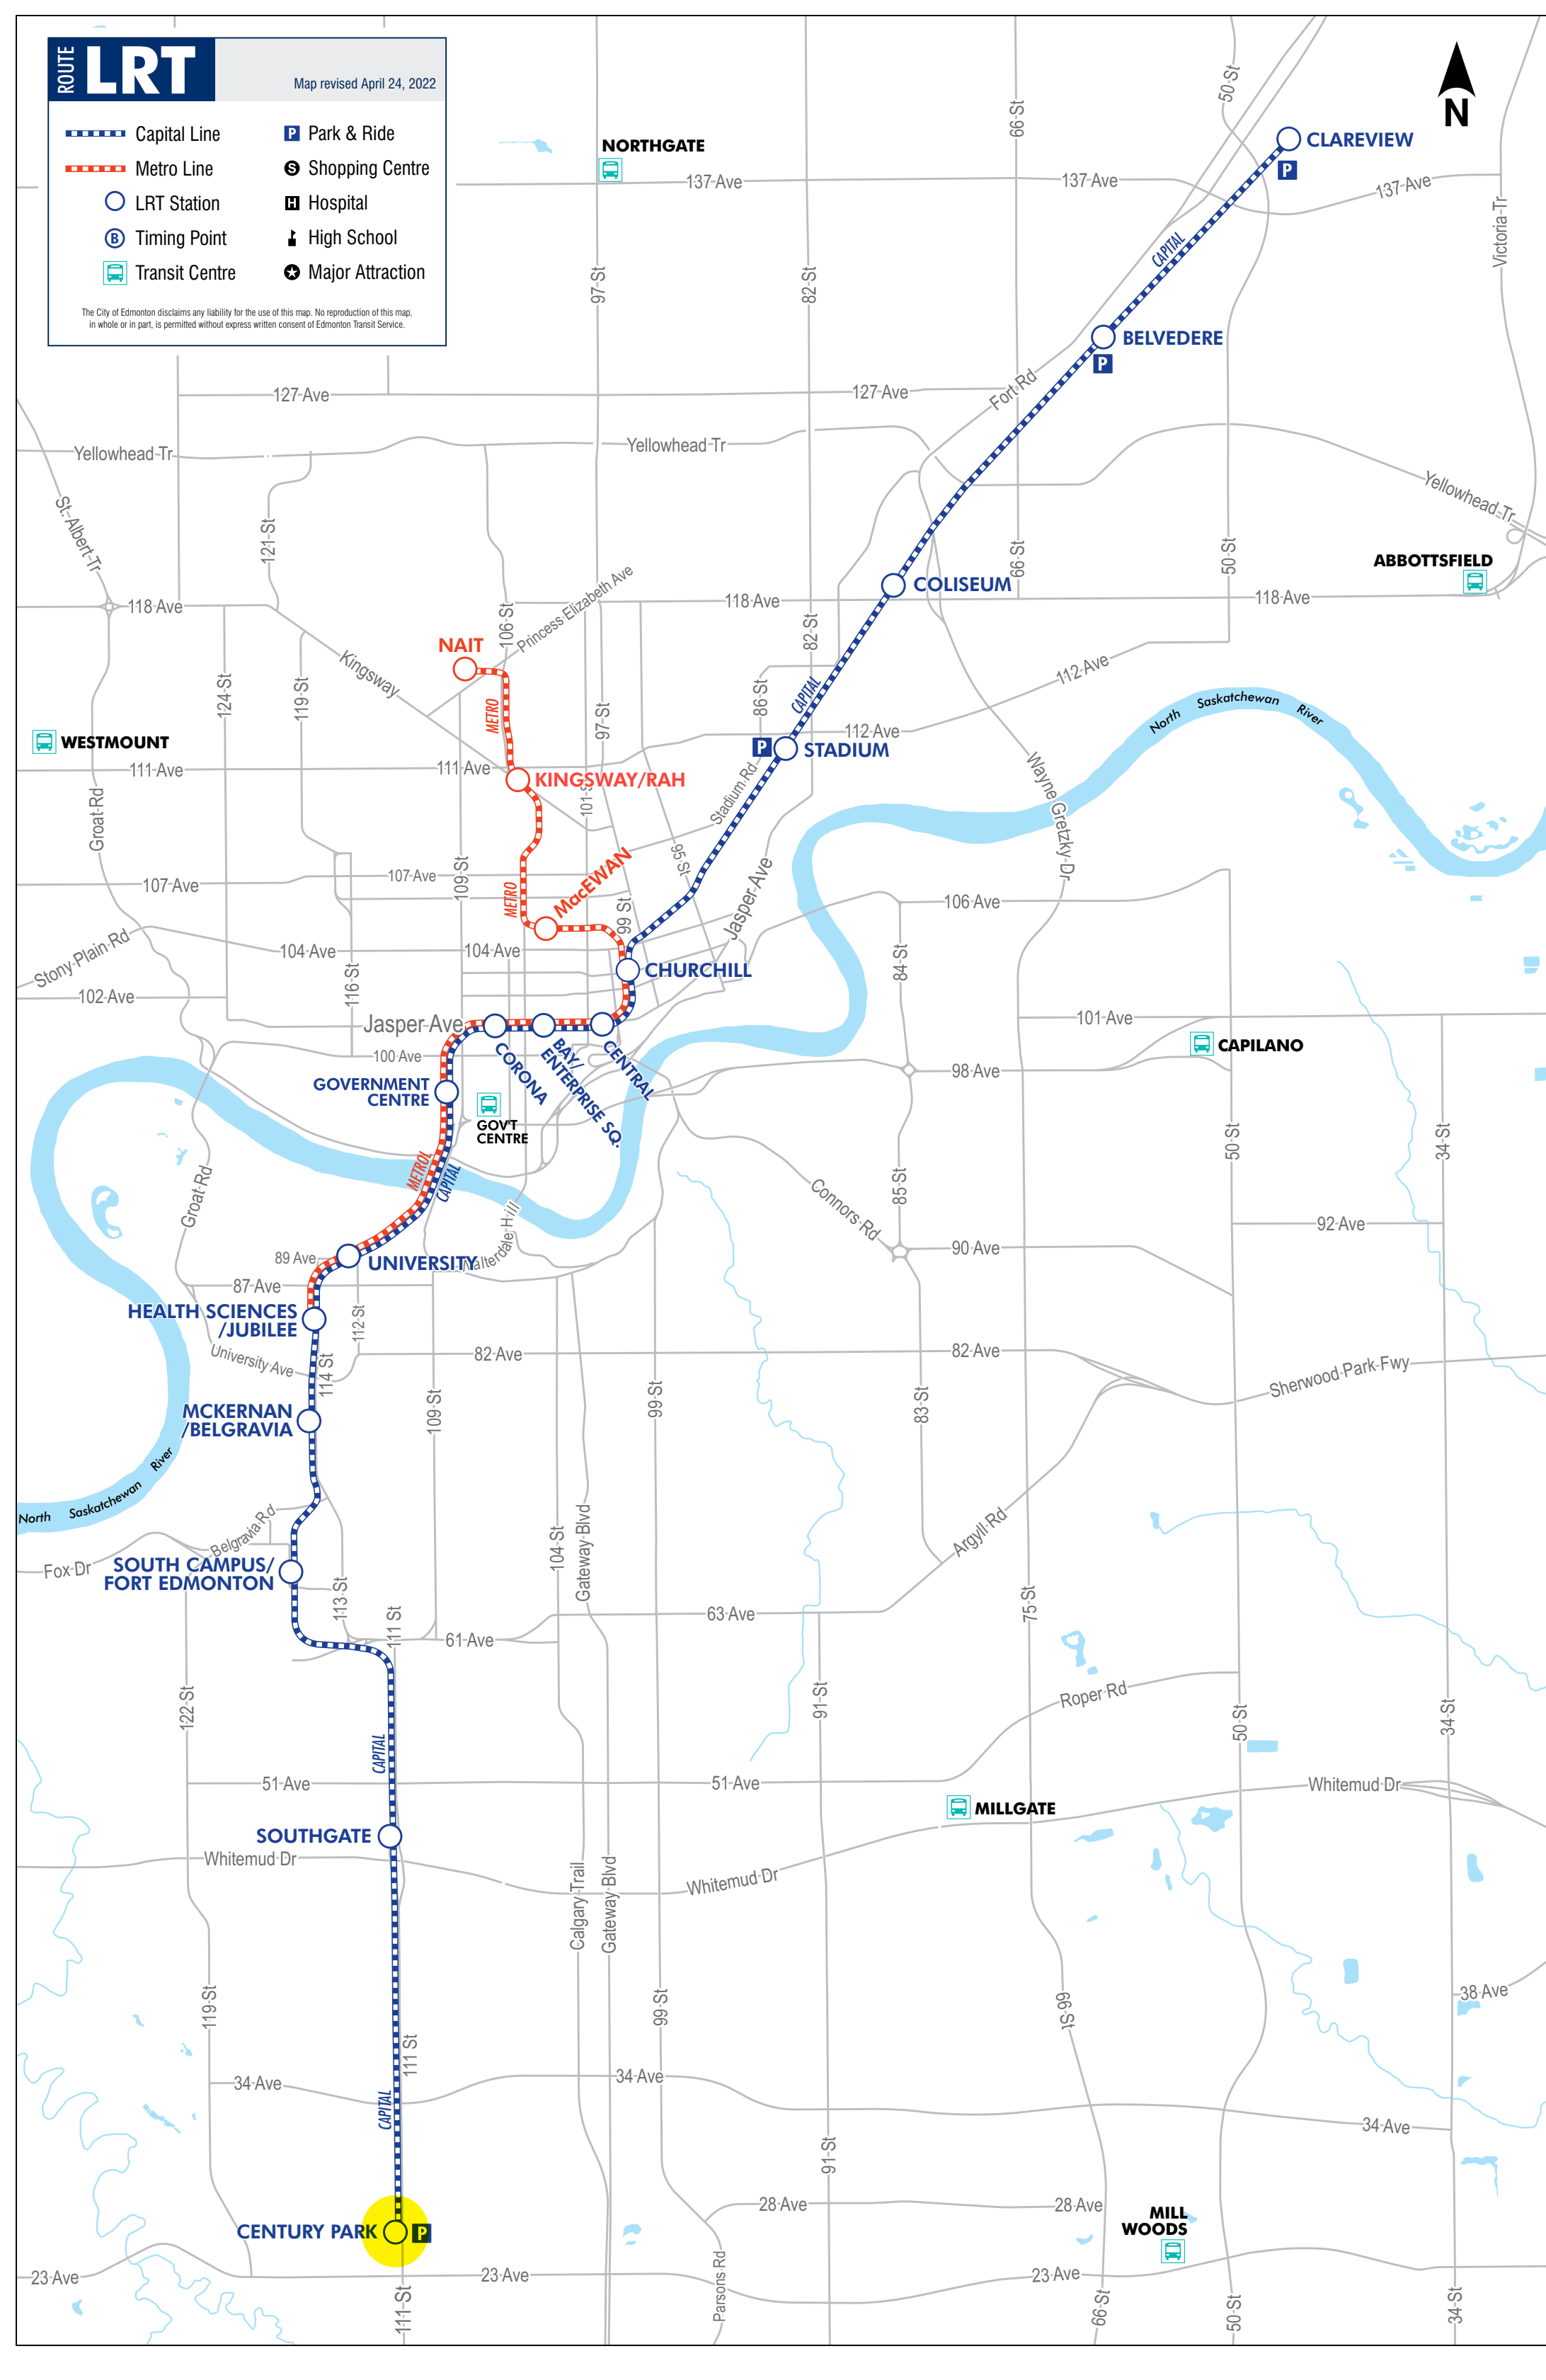 ROUTE
LRT
Map revised April 24, 2022
Capital Line
Metro Line
LRT Station
B Timing Point
Transit Centre
P Park & Ride
S Shopping Centre
H Hospital
High School
Major Attraction
The City of Edmonton disclaims any liability for the use of this map. No reproduction of this map,
in whole or in part, is permitted without express written consent of Edmonton Transit Service.
N
50 St
66 St
CLAREVIEW
P
NORTHGATE
137 Ave
137 Ave
137 Ave
Victoria Tr
97 St
82 St
CAPITAL
BELVEDERE
P
127 Ave
127 Ave
Fort Rd
Yellowhead Tr
Yellowhead Tr
Yellowhead Tr
St. Albert Tr
121 St
66 St
50 St
ABBOTTSFIELD
COLISEUM
118 Ave
118 Ave
118 Ave
106 St
Princess Elizabeth Ave
82 St
NAIT
Kingsway
112 Ave
124 St
119 St
METRO
97 St
86 St
CAPITAL
North Saskatchewan River
WESTMOUNT
112 Ave
P
STADIUM
111 Ave
111 Ave
KINGSWAY/RAH
101 S
Stadium Rd
Wayne Gretzky Dr
Groat Rd
95 St
107 Ave
107 Ave
109 St
METRO
MacEWAN
Jasper Ave
106 Ave
99 St
Stony Plain Rd
104 Ave
104 Ave
84 St
CHURCHILL
116 St
102 Ave
Jasper Ave
101 Ave
100 Ave
CORONA
BAY/
ENTERPRISE SQ.
CENTRAL
CAPILANO
98 Ave
GOVERNMENT
CENTRE
GOV'T
CENTRE
50 St
34 St
METROL
CAPITAL
Groat Rd
Connors Rd
85 St
92 Ave
90 Ave
89 Ave
UNIVERSITY
Walterdale Hill
87 Ave
HEALTH SCIENCES
/JUBILEE
112 St
University Ave
114 St
82 Ave
82 Ave
Sherwood Park Fwy
109 St
99 St
83 St
MCKERNAN
/BELGRAVIA
North Saskatchewan River
Belgravia Rd
104 St
Gateway Blvd
Argyll Rd
Fox Dr
SOUTH CAMPUS/
FORT EDMONTON
113 St
111 St
61 Ave
63 Ave
75 St
122 St
91 St
Roper Rd
50 St
34 St
CAPITAL
51 Ave
51 Ave
Whitemud Dr
MILLGATE
SOUTHGATE
Whitemud Dr
Whitemud Dr
Calgary Trail
Gateway Blvd
119 St
99 St
66 St
38 Ave
111 St
34 Ave
34 Ave
CAPITAL
34 Ave
91 St
28 Ave
28 Ave
MILL
WOODS
CENTURY PARK
P
23 Ave
23 Ave
23 Ave
111 St
Parsons Rd
66 St
50 St
34 St